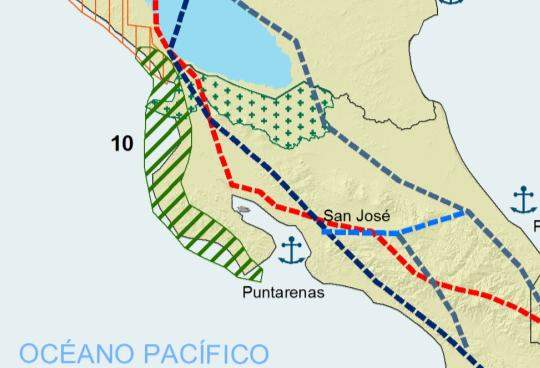 10
San José
P
Puntarenas
OCÉANO PACÍFICO